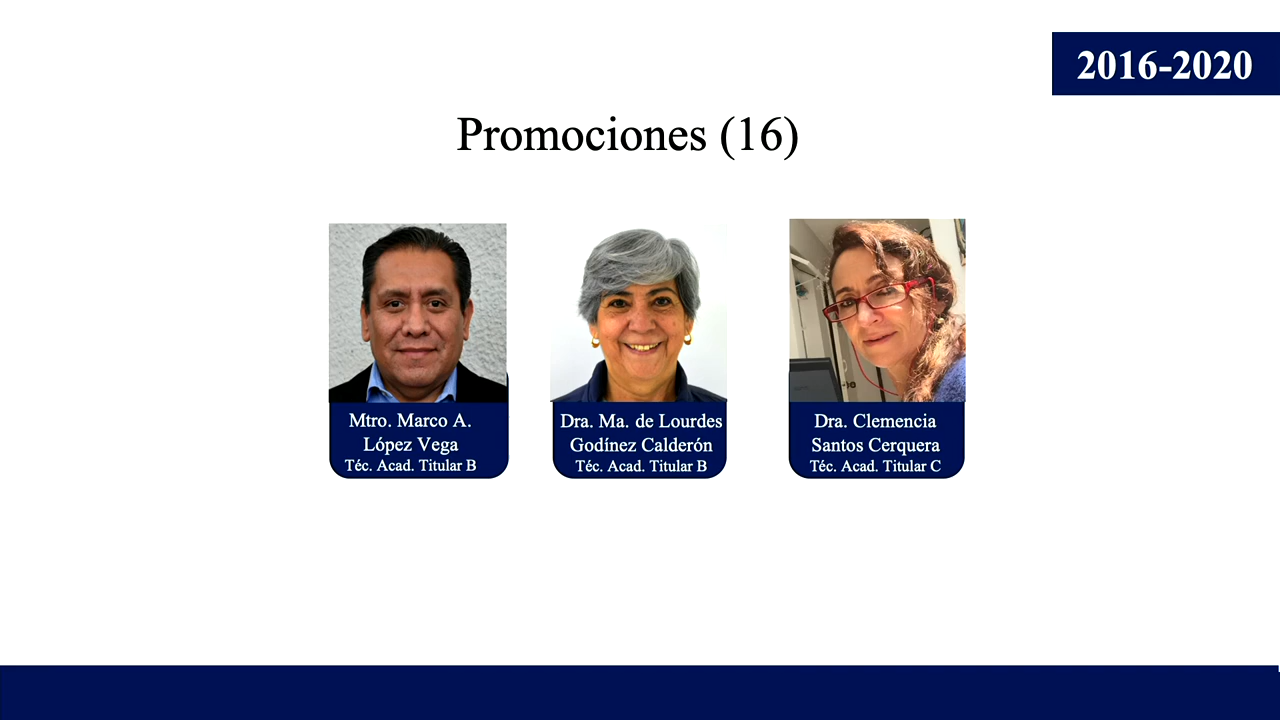 2016-2020
Promociones (16)
Mtro. Marco A.
López Vega
Téc. Acad. Titular B
Dra. Ma. de Lourdes
Godínez Calderón
Téc. Acad. Titular B
Dra. Clemencia
Santos Cerquera
Téc. Acad. Titular C